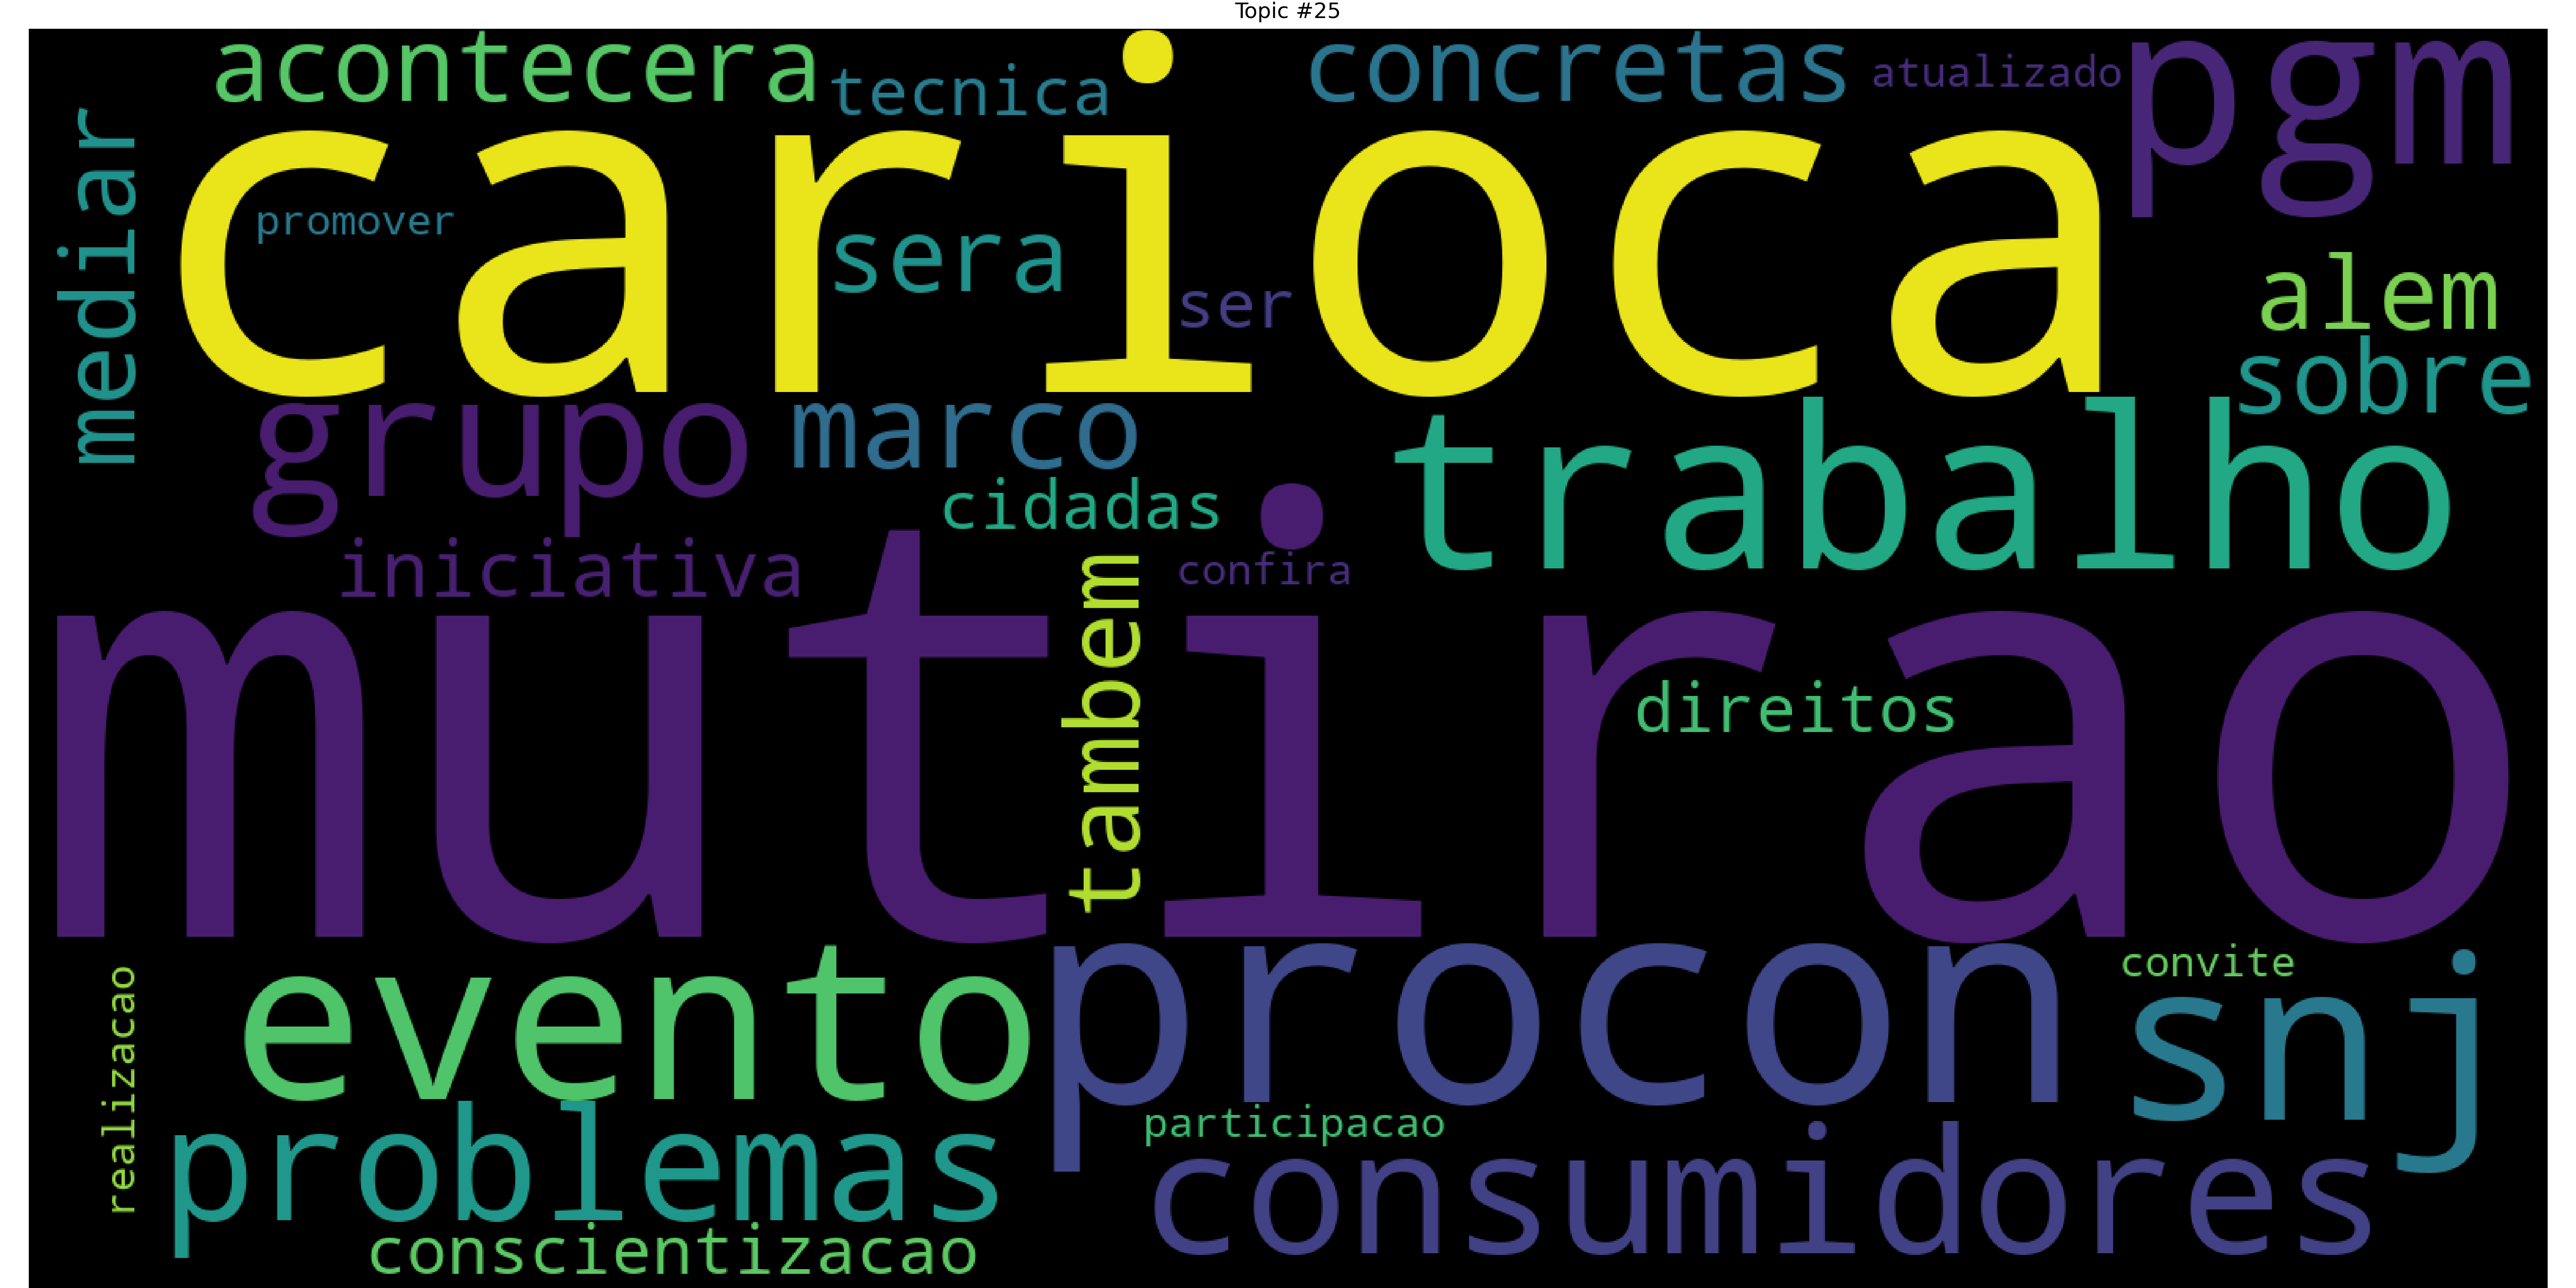 Topic #25
acontecera
tecnica
concretas
atualizado
pgm
mediar
carioca
promover
sera
ser
alem
sobre
grupo
marco
trabalho
cidadas
iniciativa
confira
tambem
mutirao
direitos
realizacao
evento
procon
convite
snj
problemas
participacao
consumidores
conscientizacao